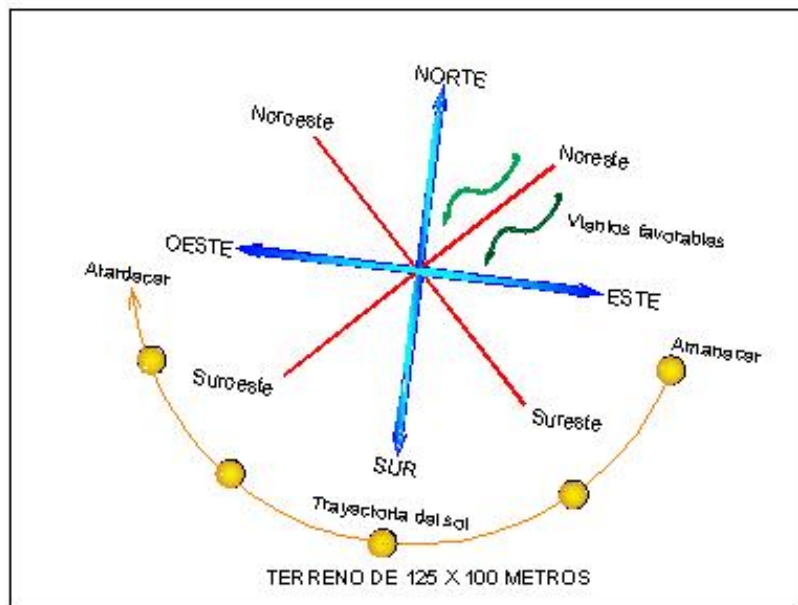 NORTE
Noroeste
Noreste
Vientos favorables
OESTE
Atardecer
ESTE
Amanecer
Suroeste
Sureste
SUR
Trayectoria del sol
TERRENO DE 125 X 100 METROS